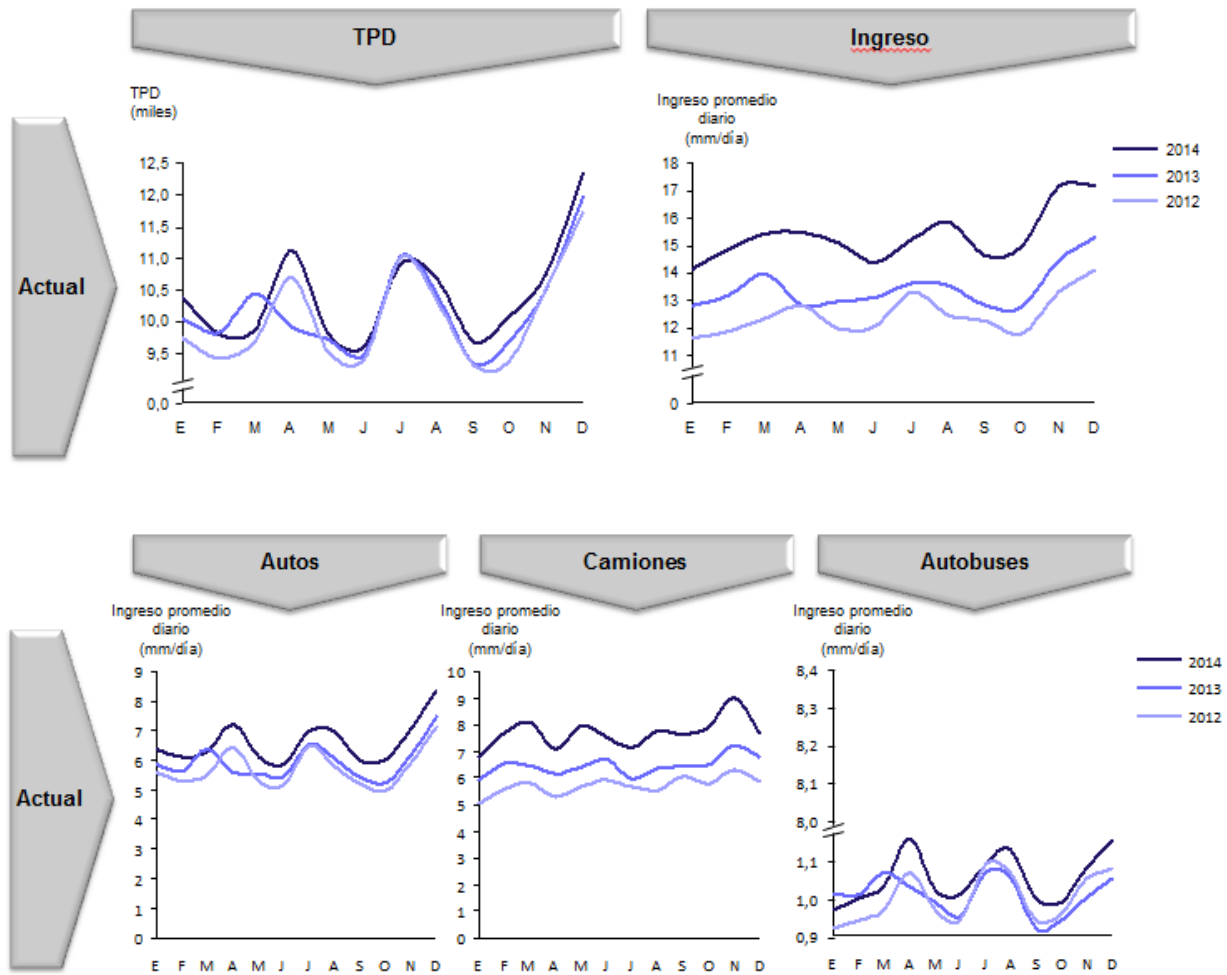 TPD
Ingreso
Actual
TPD
(miles)
12,5
12,0
11,5
11,0
10,5
10,0
9,5
0,0
E F M A M J J A S O N D
Ingreso promedio
diario
(mm/día)
18
17
16
15
14
13
12
11
0
E F M A M J J A S O N D
2014
2013
2012
Autos
Camiones
Autobuses
Actual
Ingreso promedio
diario
(mm/día)
9
8
7
6
5
4
3
2
1
0
E F M A M J J A S O N D
Ingreso promedio
diario
(mm/día)
10
9
8
7
6
5
4
3
2
1
0
E F M A M J J A S O N D
Ingreso promedio
diario
(mm/día)
8,4
8,3
8,2
8,1
8,0
1,1
1,0
0,9
E F M A M J J A S O N D
2014
2013
2012